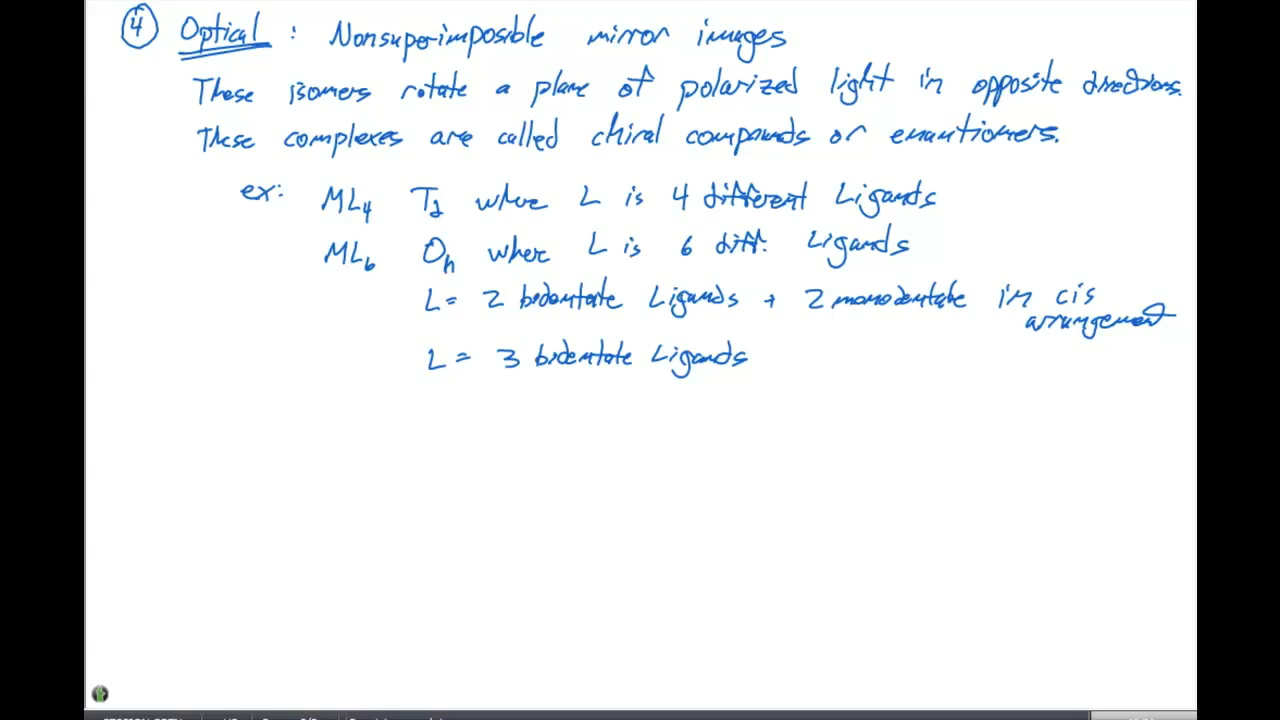 ④ Optical : Nonsuperimposible mirror images
These isomers rotate a plane of polarized light in opposite directions.
These complexes are called chiral compounds or enantiomers.
ex: ML4 Td where L is 4 different Ligands
ML6 Oh where L is 6 diff. Ligands
L = 2 bidentate Ligands + 2 monodentate in cis
arrangement
L = 3 bidentate Ligands